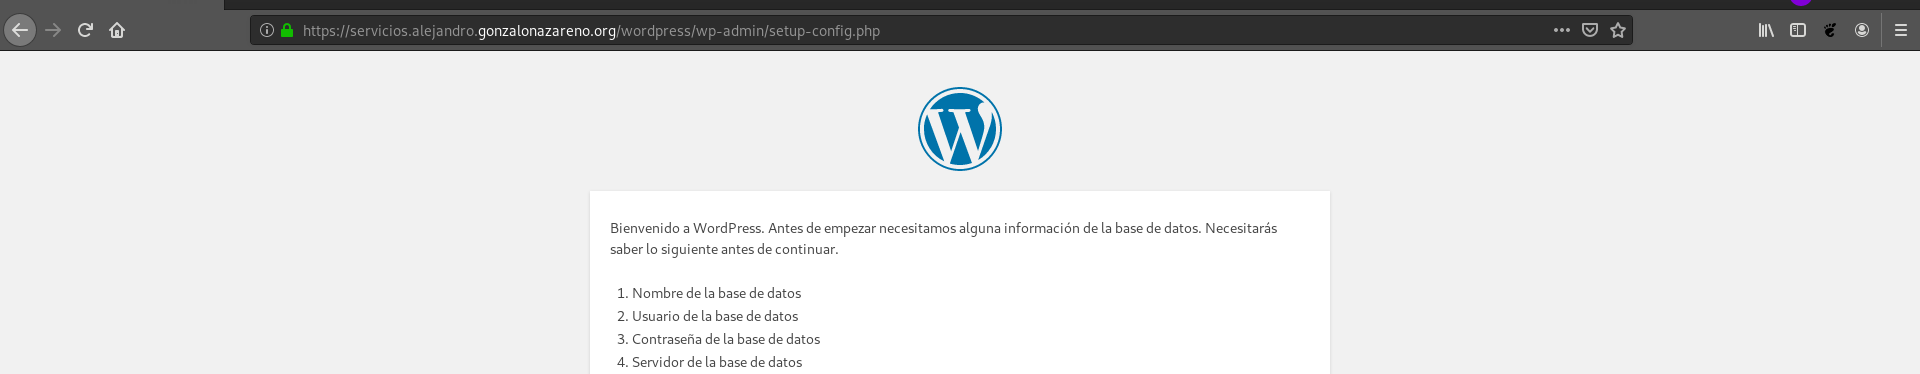 https://servicios.alejandro.gonzalonazareno.org/wordpress/wp-admin/setup-config.php
Bienvenido a WordPress. Antes de empezar necesitamos alguna información de la base de datos. Necesitarás
saber lo siguiente antes de continuar.
1. Nombre de la base de datos
2. Usuario de la base de datos
3. Contraseña de la base de datos
4. Servidor de la base de datos